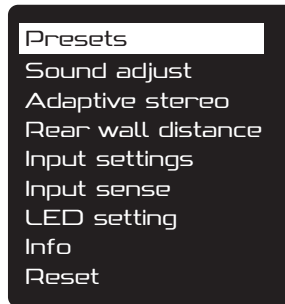 Presets
Sound adjust
Adaptive stereo
Rear wall distance
Input settings
Input sense
LED setting
Info
Reset